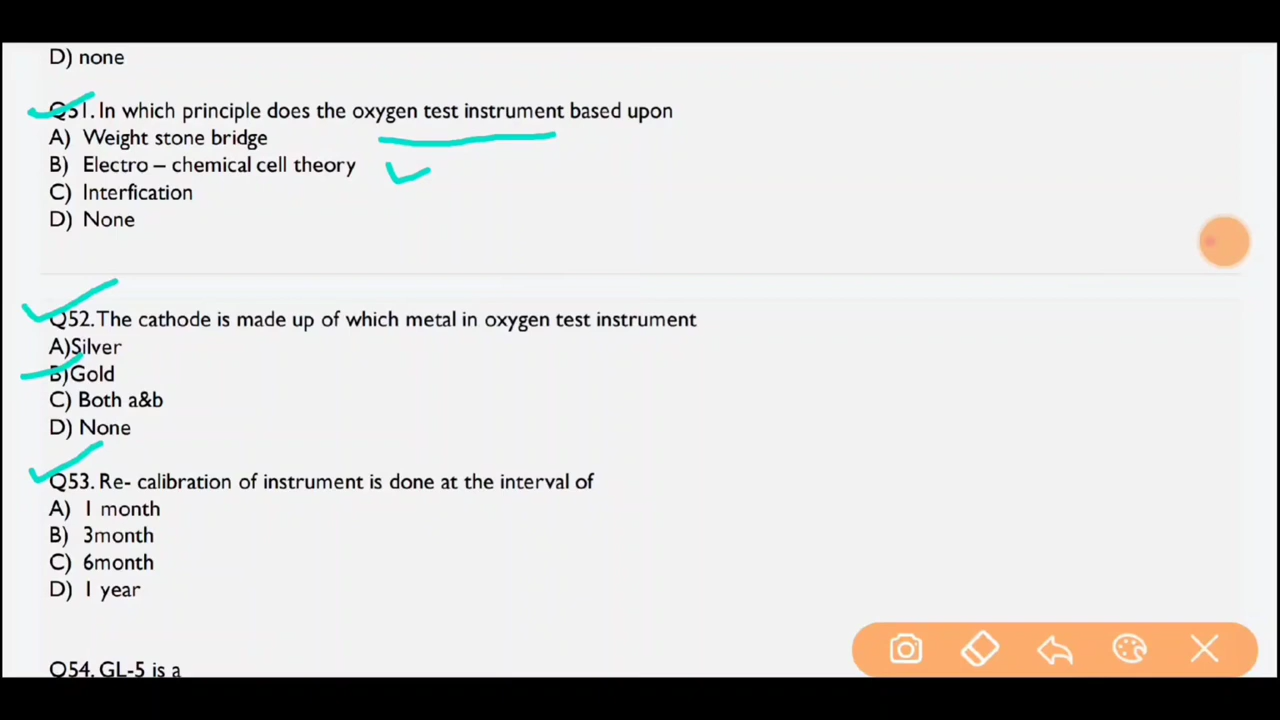 D) none
Q51. In which principle does the oxygen test instrument based upon
A) Weight stone bridge
B) Electro – chemical cell theory
C) Interfication
D) None
Q52.The cathode is made up of which metal in oxygen test instrument
A)Silver
B)Gold
C) Both a&b
D) None
Q53. Re- calibration of instrument is done at the interval of
A) 1 month
B) 3month
C) 6month
D) 1 year
Q54. GL-5 is a